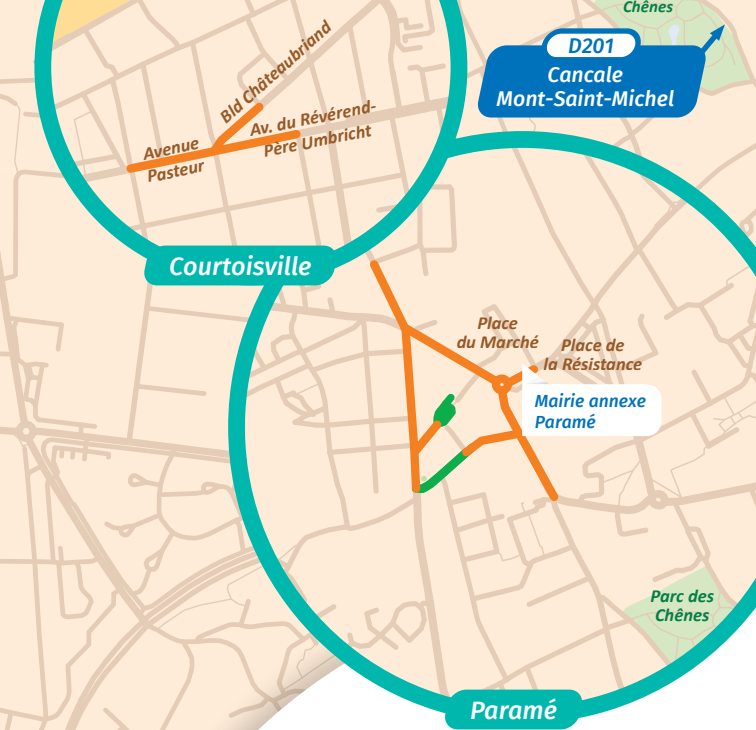 Chênes
D201
Cancale
Mont-Saint-Michel
Bld Châteaubriand
Av. du Révérend-
Père Umbricht
Avenue
Pasteur
Courtoisville
Place
du Marché
Place de
la Résistance
Mairie annexe
Paramé
Parc des
Chênes
Paramé